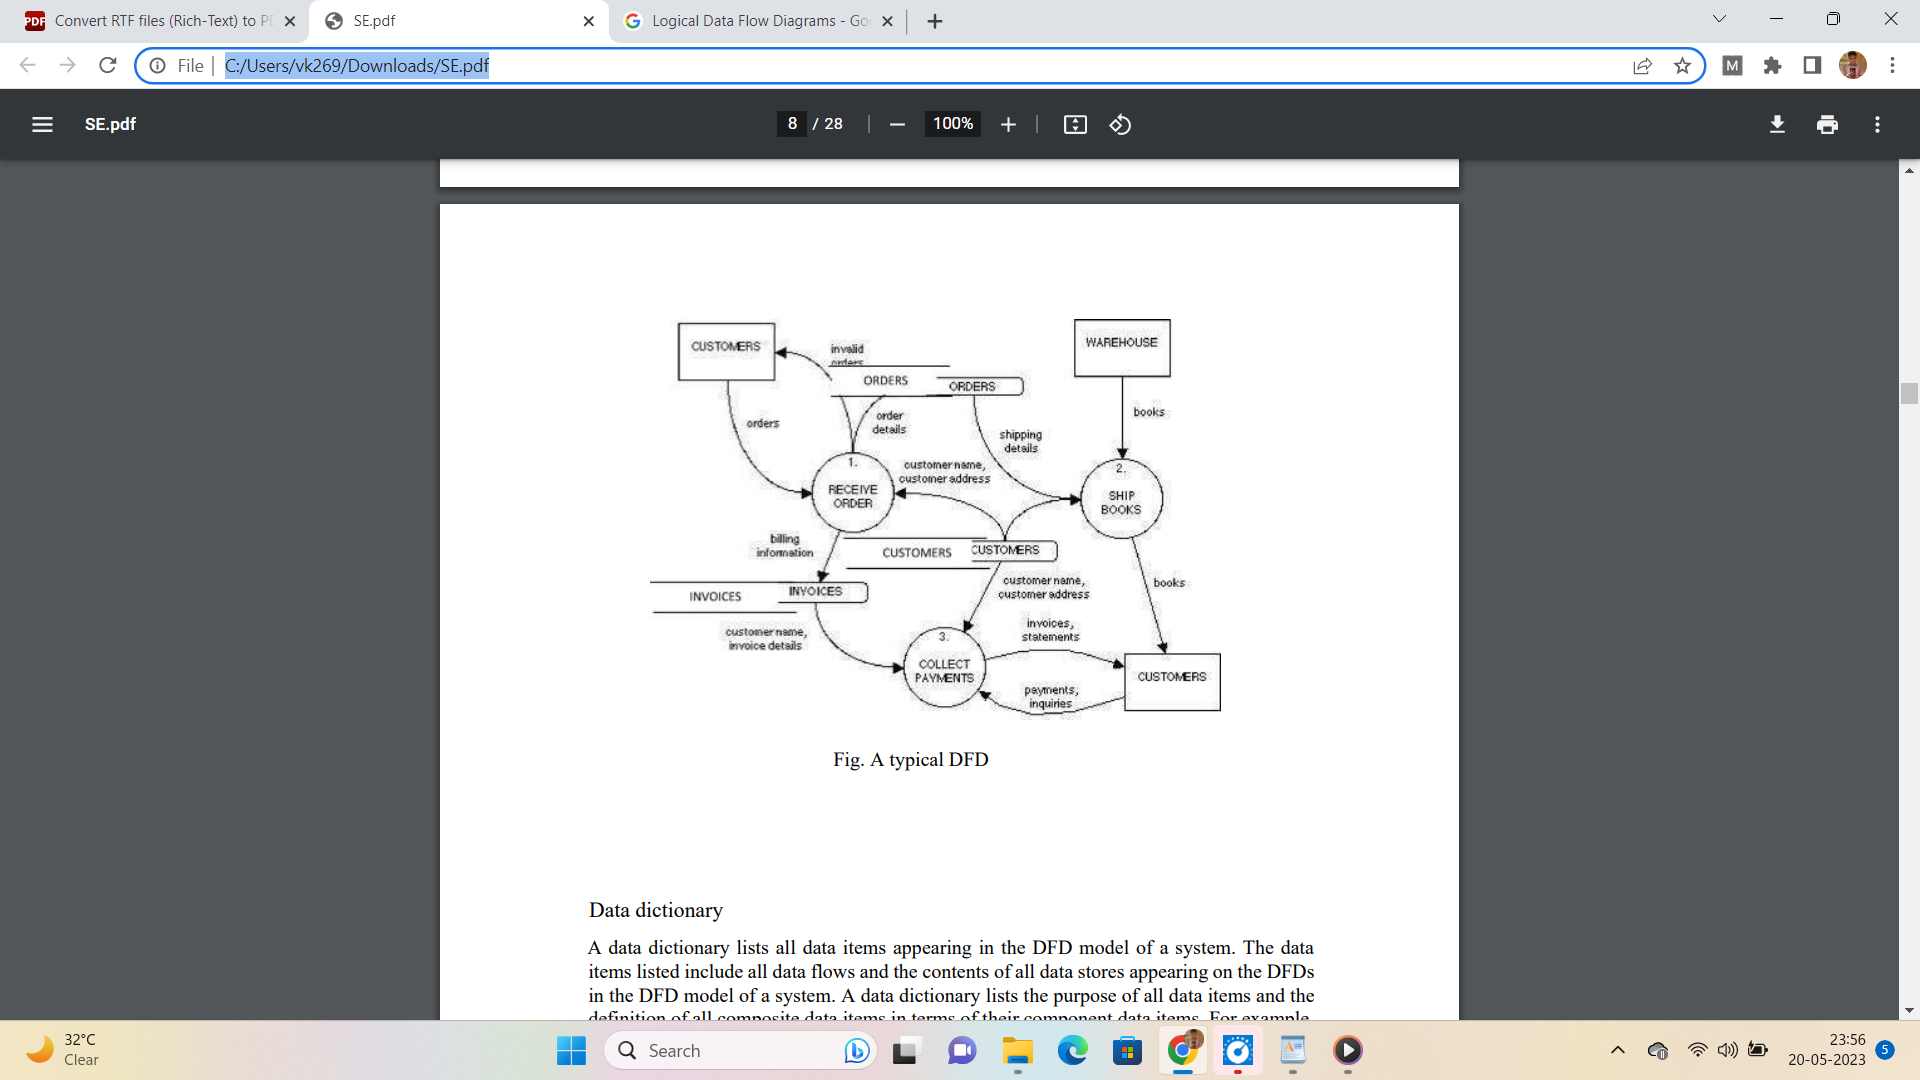 Convert RTF files (Rich-Text) to P
SE.pdf
Logical Data Flow Diagrams - Go
File
C:/Users/vk269/Downloads/SE.pdf
M
SE.pdf
8 / 28
100%
CUSTOMERS
invalid
orders
ORDERS
ORDERS
WAREHOUSE
orders
order
details
shipping
details
books
1.
RECEIVE
ORDER
customer name,
customer address
2.
SHIP
BOOKS
billing
information
CUSTOMERS
CUSTOMERS
INVOICES
INVOICES
customer name,
customer address
books
customer name,
invoice details
3.
COLLECT
PAYMENTS
invoices,
statements
payments,
inquiries
CUSTOMERS
Fig. A typical DFD
Data dictionary
A data dictionary lists all data items appearing in the DFD model of a system. The data
items listed include all data flows and the contents of all data stores appearing on the DFDs
in the DFD model of a system. A data dictionary lists the purpose of all data items and the
definition of all composite data items in terms of their component data items. For example,
32°C
Clear
Search
23:56
20-05-2023
5